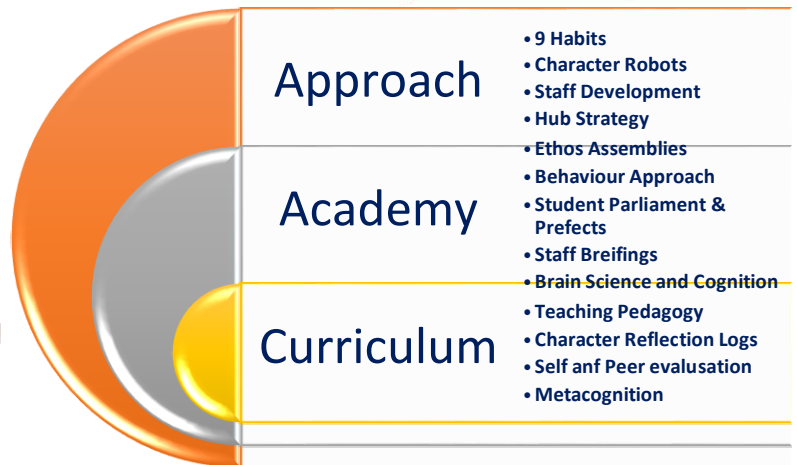 Approach
• 9 Habits
• Character Robots
• Staff Development
• Hub Strategy
Academy
• Ethos Assemblies
• Behaviour Approach
• Student Parliament &
Prefects
• Staff Breifings
• Brain Science and Cognition
Curriculum
• Teaching Pedagogy
• Character Reflection Logs
• Self anf Peer evalusation
• Metacognition